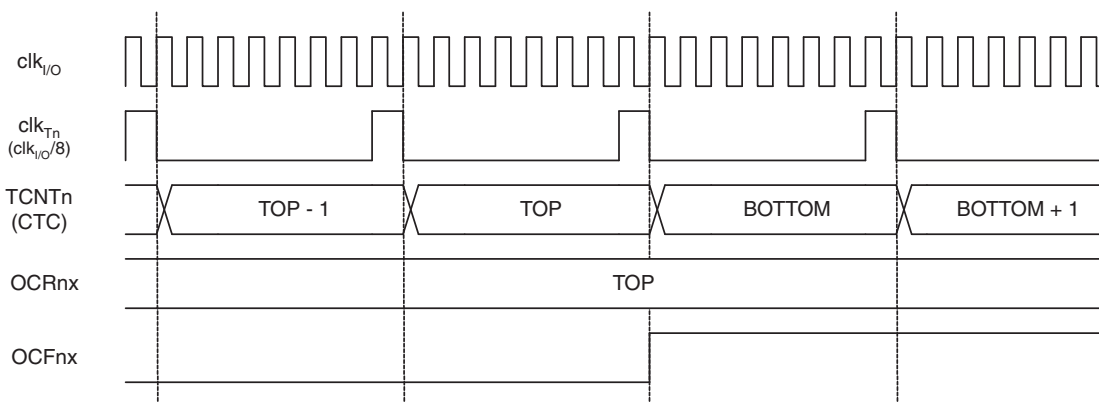 clkI/O
clkTn
(clkI/O/8)
TCNTn
(CTC)
TOP - 1
TOP
BOTTOM
BOTTOM + 1
OCRnx
TOP
OCFnx